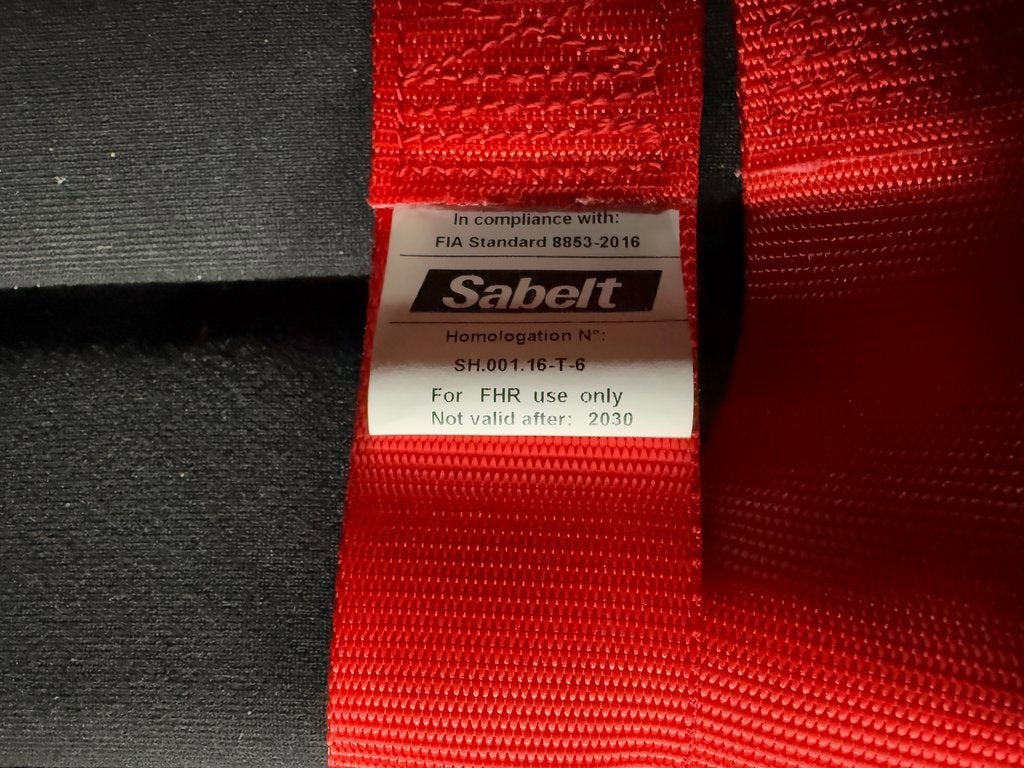 In compliance with:
FIA Standard 8853-2016
Sabelt
Homologation N°:
SH.001.16-T-6
For FHR use only
Not valid after: 2030